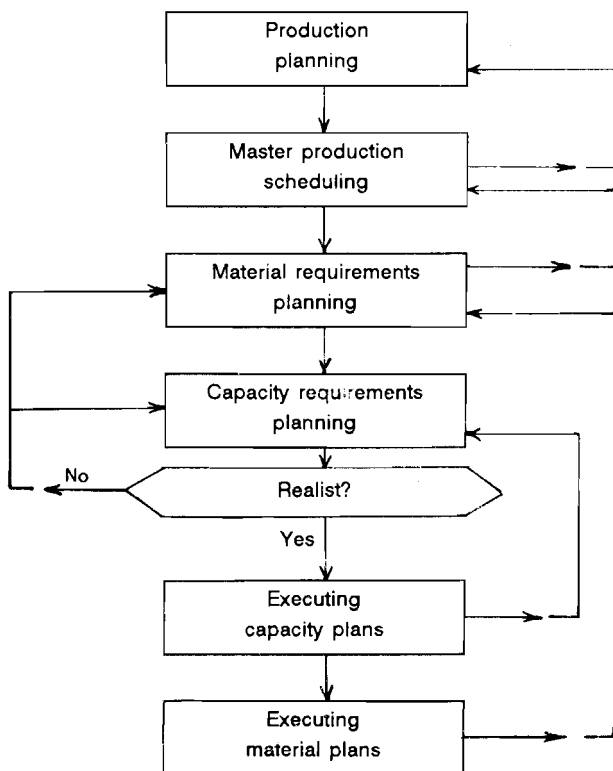 Production
planning
Master production
scheduling
Material requirements
planning
Capacity requirements
planning
No
Realist?
Yes
Executing
capacity plans
Executing
material plans